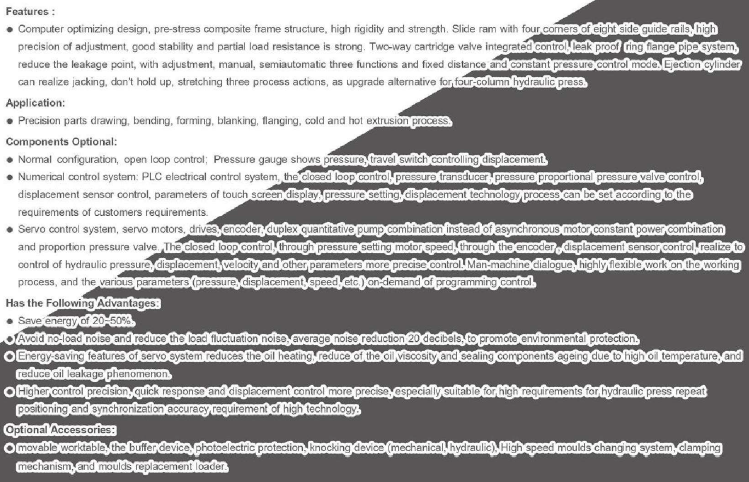 Features :
● Computer optimizing design, pre-stress composite frame structure, high rigidity and strength. Slide ram with four corners of eight side guide rails, high
precision of adjustment, good stability and partial load resistance is strong. Two-way cartridge valve integrated control, leak proof ring flange pipe system,
reduce the leakage point, with adjustment, manual, semiautomatic three functions and fixed distance and constant pressure control mode. Ejection cylinder
can realize jacking, don't hold up, stretching three process actions, as upgrade alternative for four-column hydraulic press.
Application:
● Precision parts drawing, bending, forming, blanking, flanging, cold and hot extrusion process.
Components Optional:
● Normal configuration, open loop control; Pressure gauge shows pressure, travel switch controlling displacement.
● Numerical control system: PLC electrical control system, the closed loop control, pressure transducer, pressure proportional pressure valve control,
displacement sensor control, parameters of touch screen display, pressure setting, displacement technology process can be set according to the
requirements of customers requirements.
● Servo control system, servo motors, drives, encoder, duplex quantitative pump combination instead of asynchronous motor constant power combination
and proportion pressure valve. The closed loop control, through pressure setting motor speed, through the encoder , displacement sensor control, realize to
control of hydraulic pressure, displacement, velocity and other parameters more precise control. Man-machine dialogue, highly flexible work on the working
process, and the various parameters (pressure, displacement, speed, etc.) on-demand of programming control.
Has the Following Advantages:
● Save energy of 20-50%.
● Avoid no-load noise and reduce the load fluctuation noise, average noise reduction 20 decibels, to promote environmental protection.
● Energy-saving features of servo system reduces the oil heating, reduce of the oil viscosity and sealing components ageing due to high oil temperature, and
reduce oil leakage phenomenon.
● Higher control precision, quick response and displacement control more precise, especially suitable for high requirements for hydraulic press repeat
positioning and synchronization accuracy requirement of high technology.
Optional Accessories:
● movable worktable, the buffer device, photoelectric protection, knocking device (mechanical, hydraulic), High speed moulds changing system, clamping
mechanism, and moulds replacement loader.